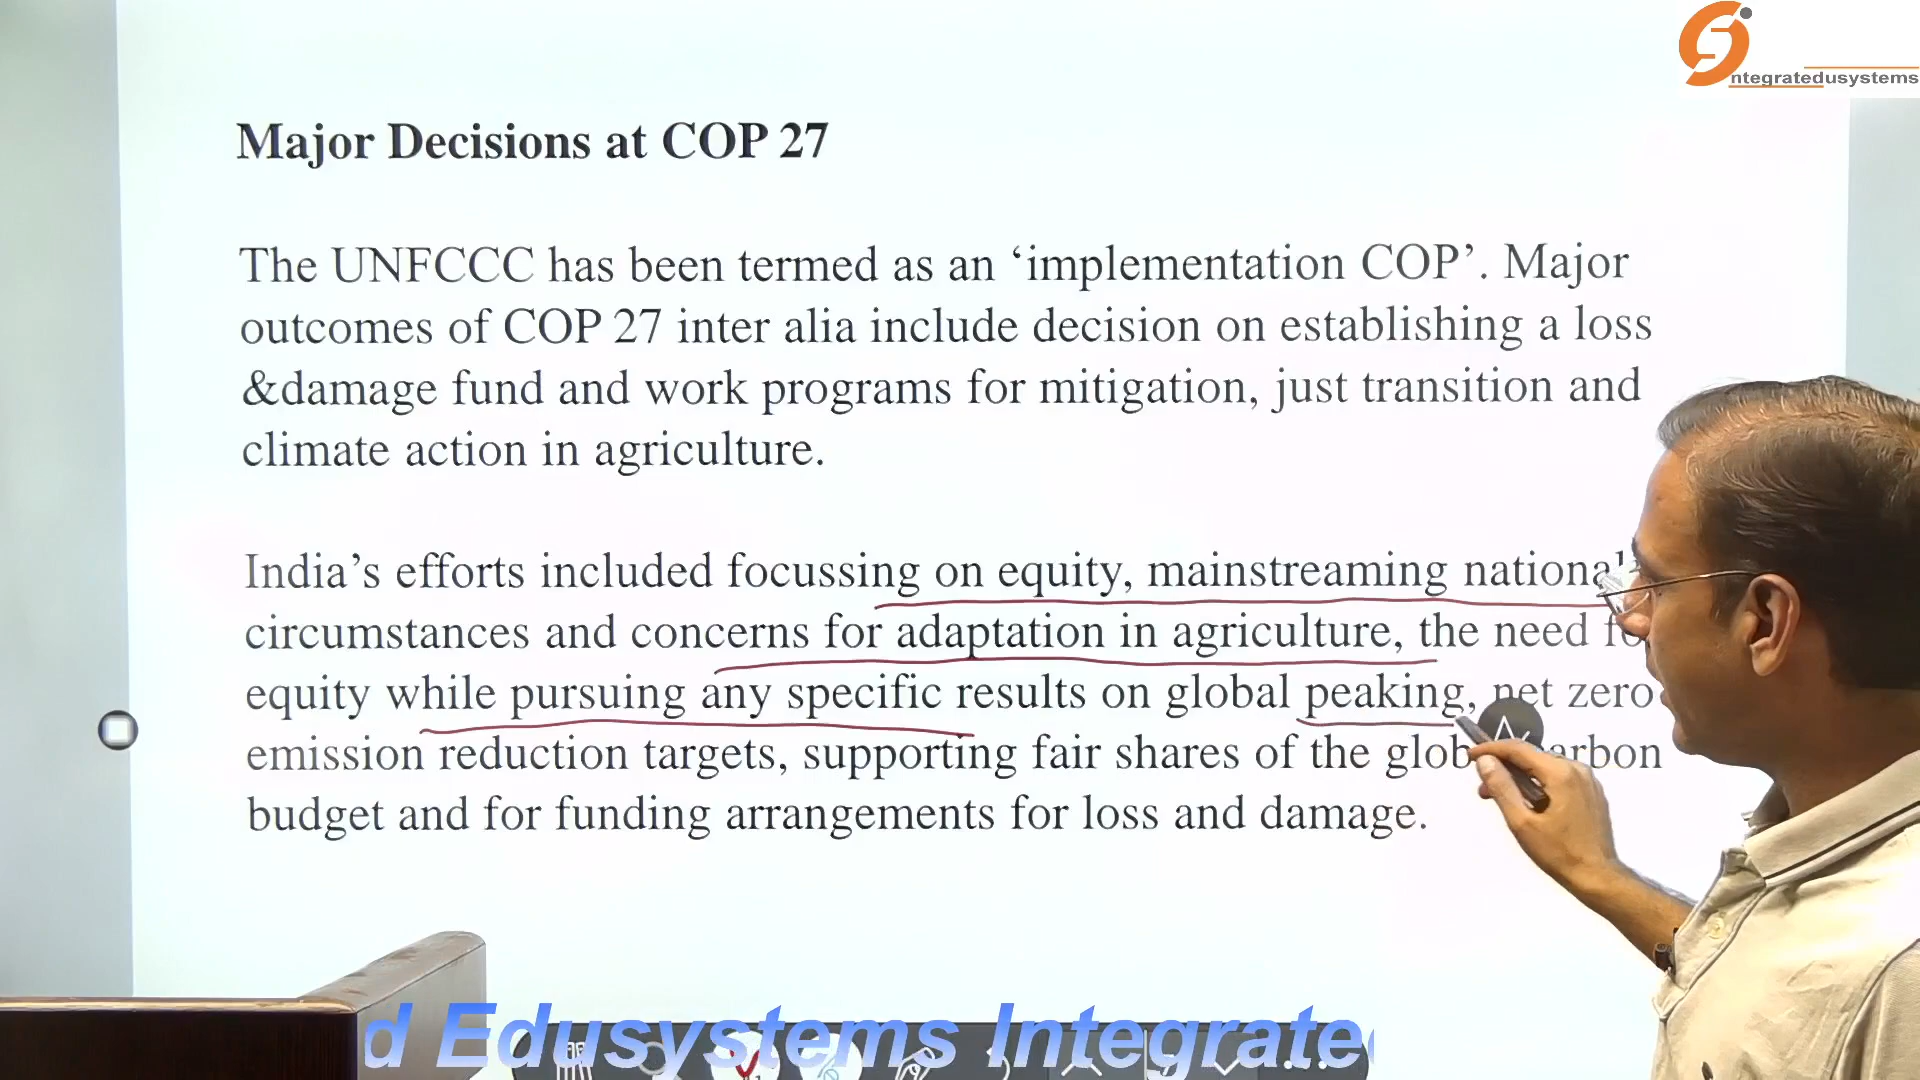 ntegratedusystems
Major Decisions at COP 27
The UNFCCC has been termed as an ‘implementation COP’. Major
outcomes of COP 27 inter alia include decision on establishing a loss
&damage fund and work programs for mitigation, just transition and
climate action in agriculture.
India’s efforts included focussing on equity, mainstreaming national
circumstances and concerns for adaptation in agriculture, the need
equity while pursuing any specific results on global peaking, net zero
emission reduction targets, supporting fair shares of the global carbon
budget and for funding arrangements for loss and damage.
d Edusystems Integrate